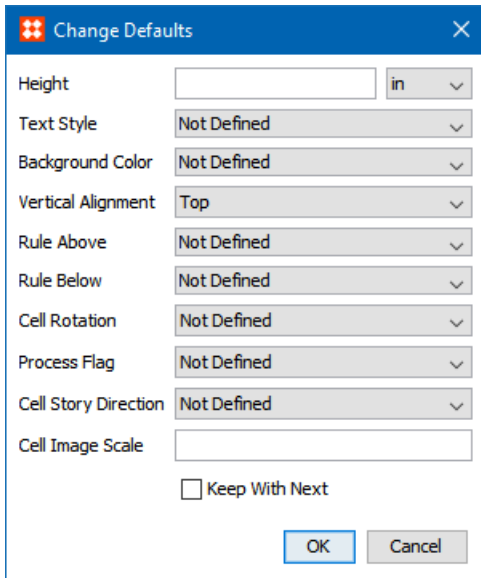 Change Defaults
Height in
Text Style Not Defined
Background Color Not Defined
Vertical Alignment Top
Rule Above Not Defined
Rule Below Not Defined
Cell Rotation Not Defined
Process Flag Not Defined
Cell Story Direction Not Defined
Cell Image Scale
Keep With Next
OK Cancel